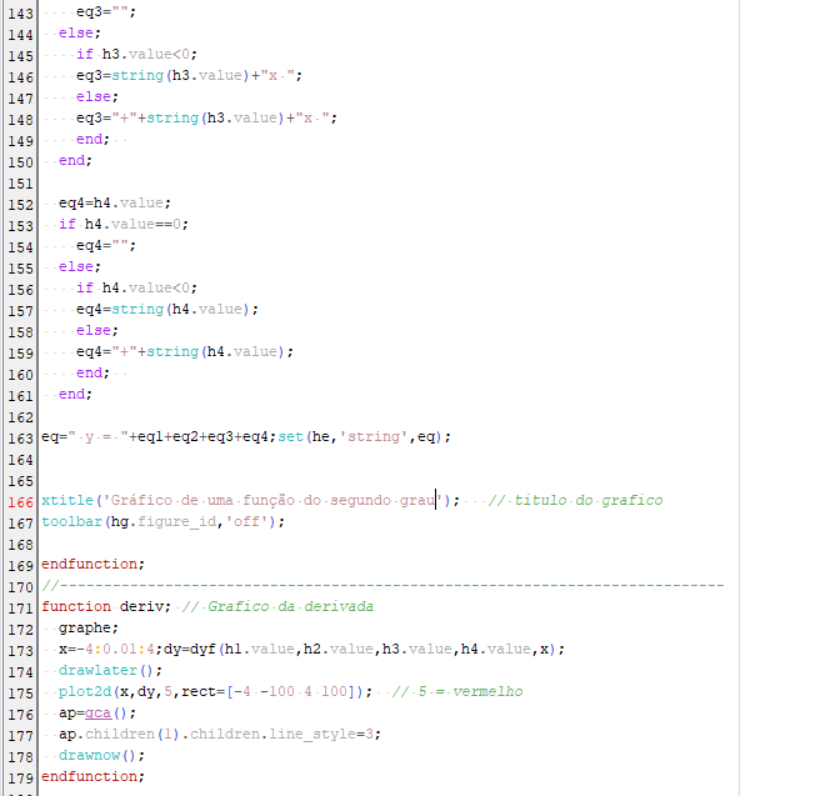 143 eq3="";
144 else;
145 if h3.value<0;
146 eq3=string(h3.value)+"x ";
147 else;
148 eq3="+"+string(h3.value)+"x ";
149 end;
150 end;
151
152 eq4=h4.value;
153 if h4.value==0;
154 eq4="";
155 else;
156 if h4.value<0;
157 eq4=string(h4.value);
158 else;
159 eq4="+"+string(h4.value);
160 end;
161 end;
162
163 eq=" y = "+eq1+eq2+eq3+eq4;set(he,'string',eq);
164
165
166 xtitle('Gráfico de uma função do segundo grau'); // titulo do grafico
167 toolbar(hg.figure_id,'off');
168
169 endfunction;
170 //----------------------------------------------------------------------------
171 function deriv; // Grafico da derivada
172 graphe;
173 x=-4:0.01:4;dy=dyf(h1.value,h2.value,h3.value,h4.value,x);
174 drawlater();
175 plot2d(x,dy,5,rect=[-4 -100 4 100]); // 5 = vermelho
176 ap=gca();
177 ap.children(1).children.line_style=3;
178 drawnow();
179 endfunction;